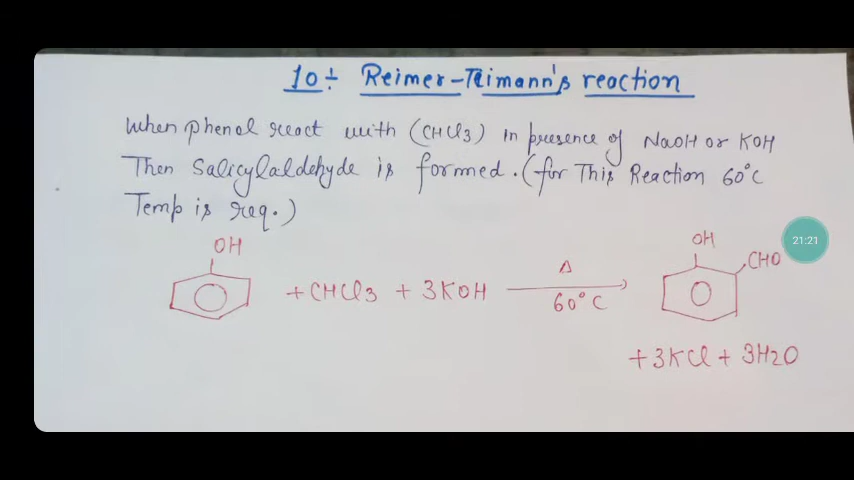 10÷ Reimer-Teimann's reaction
When phenol react with (CHCl3) in presence of NaOH or KOH
Then Salicylaldehyde is formed. (for This Reaction 60°C
Temp is req.)
OH
OH
CHO
21:21
+ CHCl3 + 3KOH
Δ
60°C
+ 3KCl + 3H2O